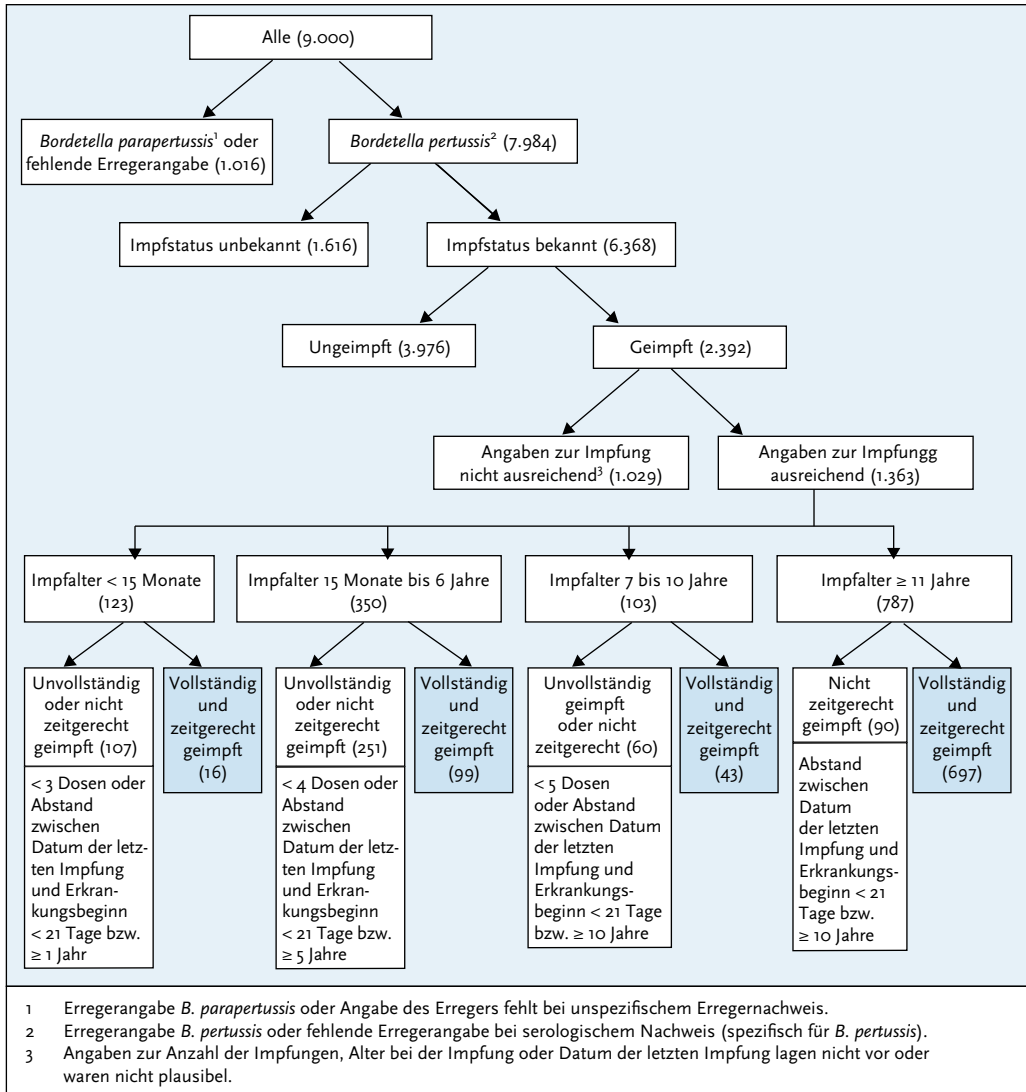 Alle (9.000)
Bordetella parapertussis¹ oder
fehlende Erregerangabe (1.016)
Bordetella pertussis² (7.984)
Impfstatus unbekannt (1.616)
Impfstatus bekannt (6.368)
Ungeimpft (3.976)
Geimpft (2.392)
Angaben zur Impfung
nicht ausreichend³ (1.029)
Angaben zur Impfungg
ausreichend (1.363)
Impfalter < 15 Monate
(123)
Impfalter 15 Monate bis 6 Jahre
(350)
Impfalter 7 bis 10 Jahre
(103)
Impfalter ≥ 11 Jahre
(787)
Unvollständig
oder nicht
zeitgerecht
geimpft (107)
< 3 Dosen oder
Abstand
zwischen
Datum der letz-
ten Impfung
und Erkran-
kungsbeginn
< 21 Tage bzw.
≥ 1 Jahr
Vollständig
und
zeitgerecht
geimpft
(16)
Unvollständig
oder nicht
zeitgerecht
geimpft (251)
< 4 Dosen oder
Abstand
zwischen
Datum der letz-
ten Impfung
und Erkran-
kungsbeginn
< 21 Tage bzw.
≥ 5 Jahre
Vollständig
und
zeitgerecht
geimpft
(99)
Unvollständig
geimpft
oder nicht
zeitgerecht (60)
< 5 Dosen
oder Abstand
zwischen Datum
der letzten
Impfung und
Erkrankungs-
beginn < 21 Tage
bzw. ≥ 10 Jahre
Vollständig
und
zeitgerecht
geimpft
(43)
Nicht
zeitgerecht
geimpft (90)
Abstand
zwischen
Datum
der letzten
Impfung und
Erkrankungs-
beginn < 21
Tage bzw.
≥ 10 Jahre
Vollständig
und
zeitgerecht
geimpft
(697)
1 Erregerangabe B. parapertussis oder Angabe des Erregers fehlt bei unspezifischem Erregernachweis.
2 Erregerangabe B. pertussis oder fehlende Erregerangabe bei serologischem Nachweis (spezifisch für B. pertussis).
3 Angaben zur Anzahl der Impfungen, Alter bei der Impfung oder Datum der letzten Impfung lagen nicht vor oder
waren nicht plausibel.